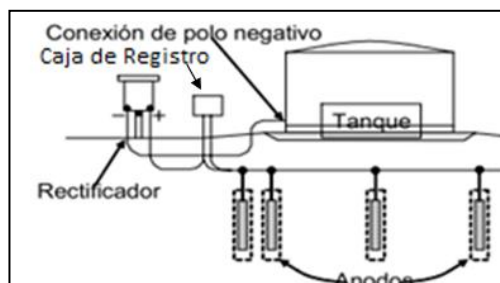 Conexión de polo negativo
Caja de Registro
- +
Tanque
Rectificador
Anodos